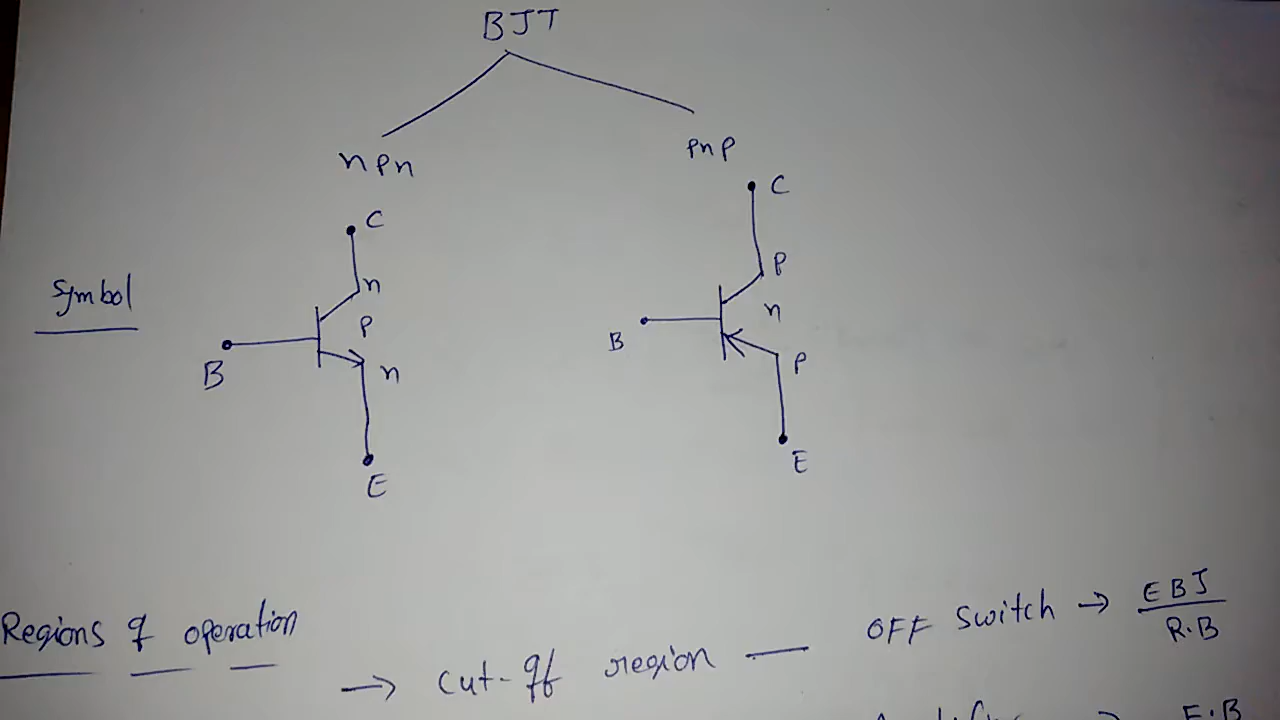 BJT
npn
pnp
C
C
n
P
P
n
n
P
B
B
E
E
Symbol
Regions of operation
→ cut-off region — OFF Switch → EBJ
R.B
F.B